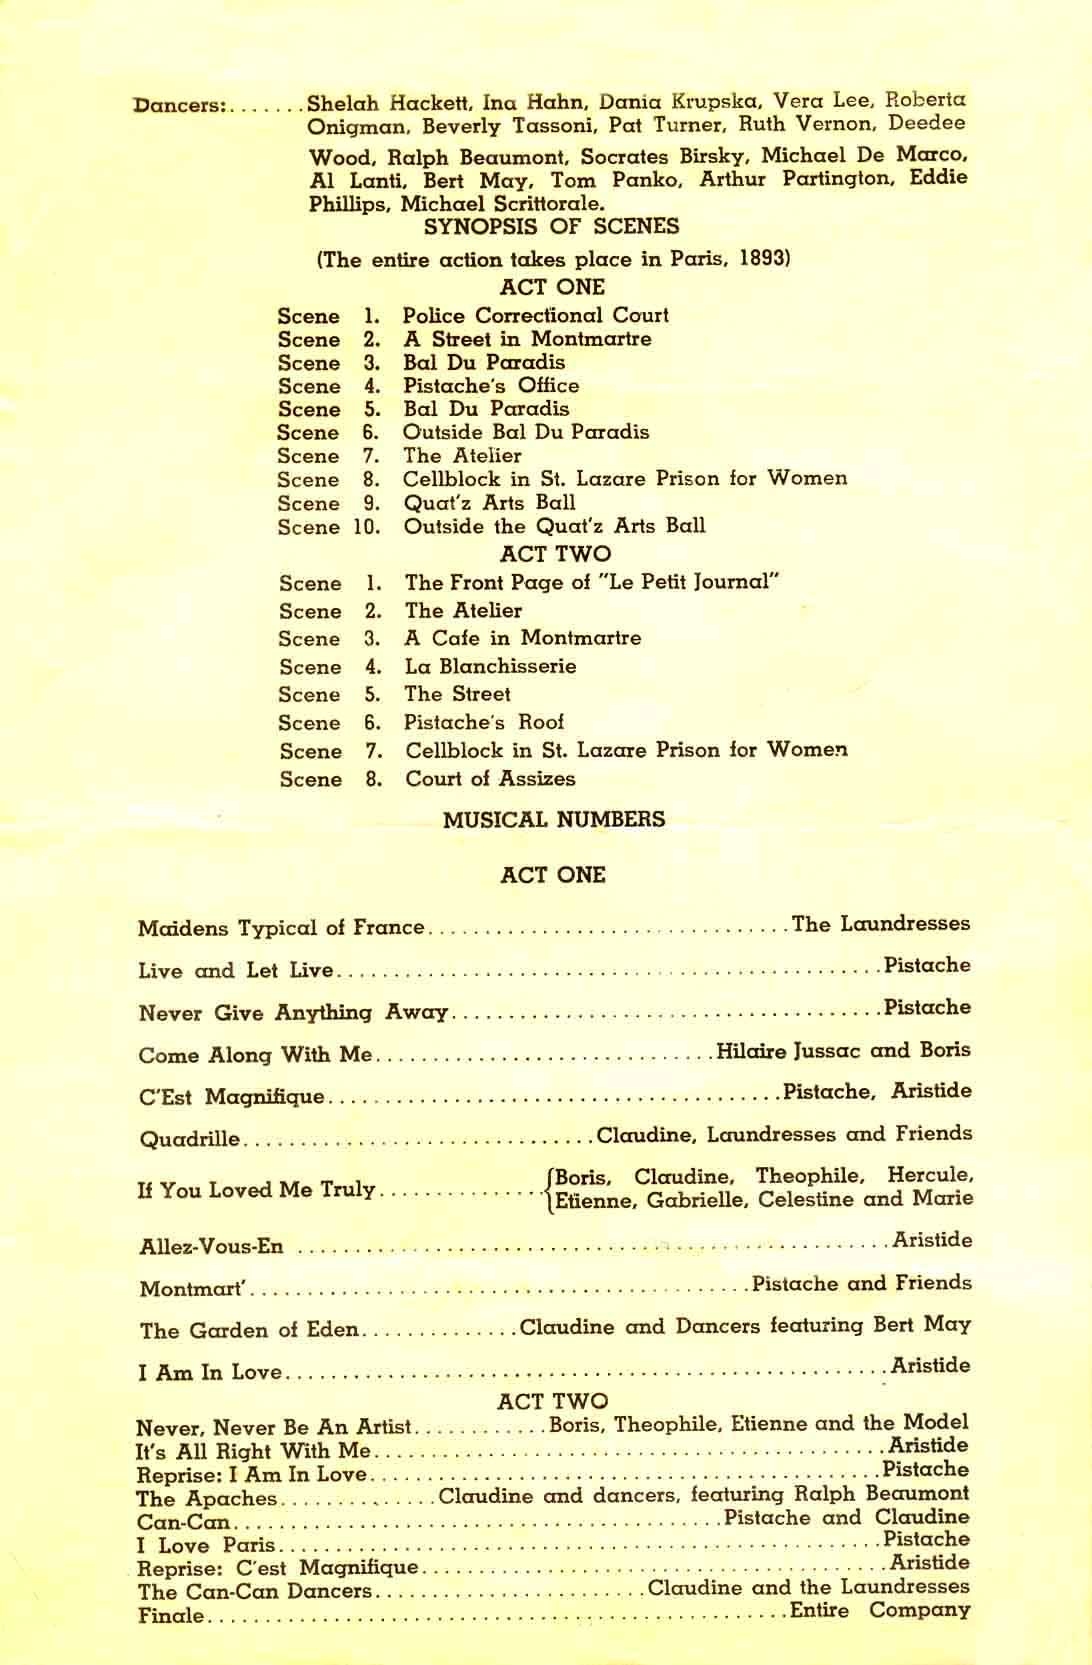 Dancers:.......Shelah Hackett, Ina Hahn, Dania Krupska, Vera Lee, Roberta
Onigman, Beverly Tassoni, Pat Turner, Ruth Vernon, Deedee
Wood, Ralph Beaumont, Socrates Birsky, Michael De Marco,
Al Lanti, Bert May, Tom Panko, Arthur Partington, Eddie
Phillips, Michael Scrittorale.
SYNOPSIS OF SCENES
(The entire action takes place in Paris, 1893)
ACT ONE
Scene 1. Police Correctional Court
Scene 2. A Street in Montmartre
Scene 3. Bal Du Paradis
Scene 4. Pistache's Office
Scene 5. Bal Du Paradis
Scene 6. Outside Bal Du Paradis
Scene 7. The Atelier
Scene 8. Cellblock in St. Lazare Prison for Women
Scene 9. Quat'z Arts Ball
Scene 10. Outside the Quat'z Arts Ball
ACT TWO
Scene 1. The Front Page of "Le Petit Journal"
Scene 2. The Atelier
Scene 3. A Cafe in Montmartre
Scene 4. La Blanchisserie
Scene 5. The Street
Scene 6. Pistache's Roof
Scene 7. Cellblock in St. Lazare Prison for Women
Scene 8. Court of Assizes
MUSICAL NUMBERS
ACT ONE
Maidens Typical of France................................The Laundresses
Live and Let Live................................................Pistache
Never Give Anything Away......................................Pistache
Come Along With Me..............................Hilaire Jussac and Boris
C'Est Magnifique........................................Pistache, Aristide
Quadrille...............................Claudine, Laundresses and Friends
If You Loved Me Truly...............{Boris, Claudine, Theophile, Hercule,
Etienne, Gabrielle, Celestine and Marie
Allez-Vous-En ....................................................Aristide
Montmart'............................................Pistache and Friends
The Garden of Eden..............Claudine and Dancers featuring Bert May
I Am In Love.....................................................Aristide
ACT TWO
Never, Never Be An Artist............Boris, Theophile, Etienne and the Model
It's All Right With Me.............................................Aristide
Reprise: I Am In Love.............................................Pistache
The Apaches..............Claudine and dancers, featuring Ralph Beaumont
Can-Can...........................................Pistache and Claudine
I Love Paris.....................................................Pistache
Reprise: C'est Magnifique.........................................Aristide
The Can-Can Dancers........................Claudine and the Laundresses
Finale...................................................Entire Company